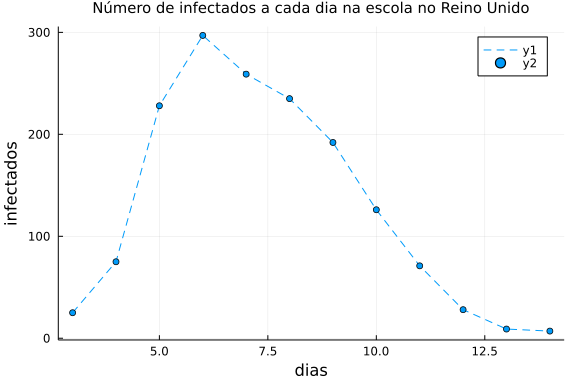 Número de infectados a cada dia na escola no Reino Unido
y1
y2
300
200
100
0
infectados
5.0 7.5 10.0 12.5
dias